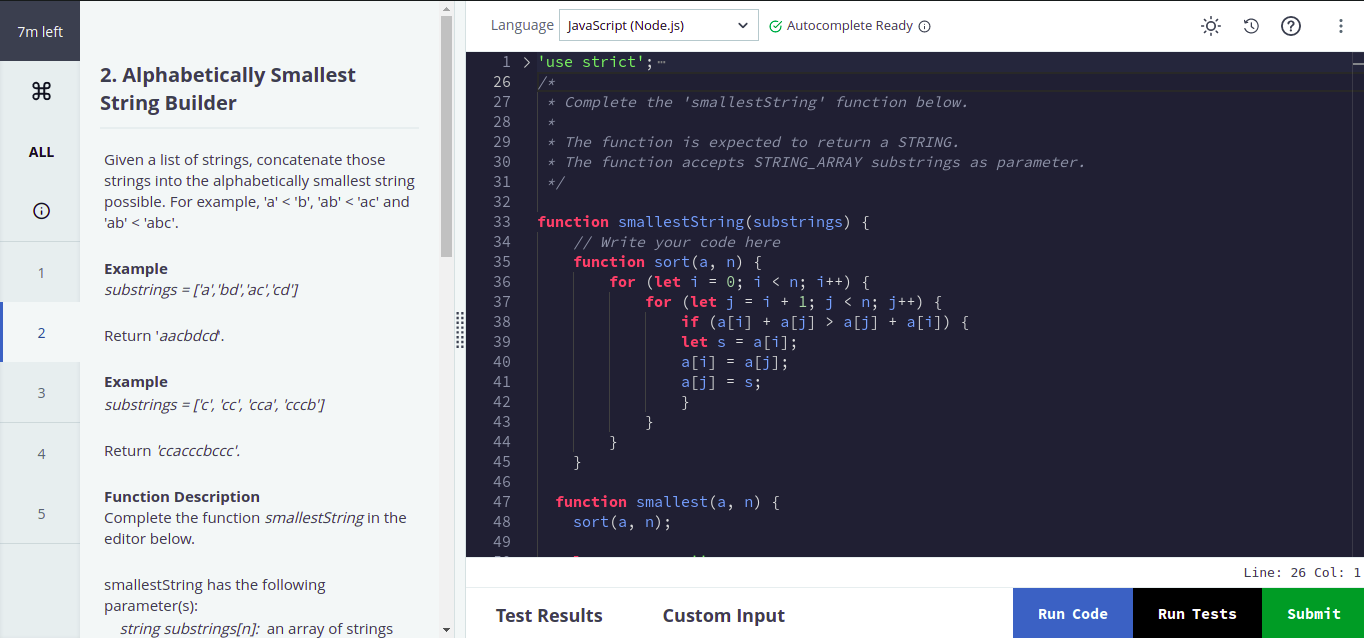 7m left
ALL
1
2
3
4
5
2. Alphabetically Smallest
String Builder
Given a list of strings, concatenate those
strings into the alphabetically smallest string
possible. For example, 'a' < 'b', 'ab' < 'ac' and
'ab' < 'abc'.
Example
substrings = ['a','bd','ac','cd']
Return 'aacbdcd'.
Example
substrings = ['c', 'cc', 'cca', 'cccb']
Return 'ccacccbccc'.
Function Description
Complete the function smallestString in the
editor below.
smallestString has the following
parameter(s):
string substrings[n]: an array of strings
Language JavaScript (Node.js) Autocomplete Ready
1 'use strict';
26 /*
27 * Complete the 'smallestString' function below.
28 *
29 * The function is expected to return a STRING.
30 * The function accepts STRING_ARRAY substrings as parameter.
31 */
32
33 function smallestString(substrings) {
34 // Write your code here
35 function sort(a, n) {
36 for (let i = 0; i < n; i++) {
37 for (let j = i + 1; j < n; j++) {
38 if (a[i] + a[j] > a[j] + a[i]) {
39 let s = a[i];
40 a[i] = a[j];
41 a[j] = s;
42 }
43 }
44 }
45 }
46
47 function smallest(a, n) {
48 sort(a, n);
49
Line: 26 Col: 1
Test Results Custom Input Run Code Run Tests Submit